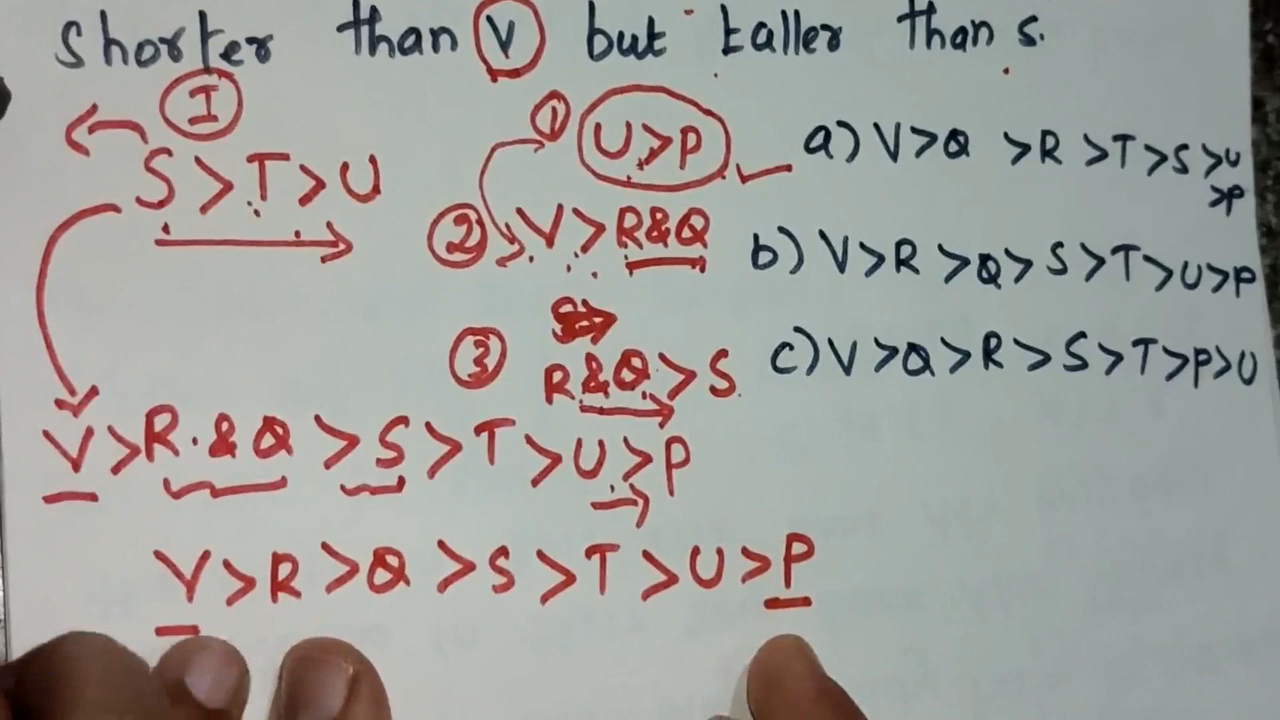 shorter than V but taller than s.
I
S>T>U
① U>P
② V>R&Q
③ R&Q>S
a) V>Q >R >T>S>U
>P
b) V>R >Q>S>T>U>P
c) V>Q>R>S>T>P>U
V>R&Q >S>T>U>P
V>R>Q>S>T>U>P